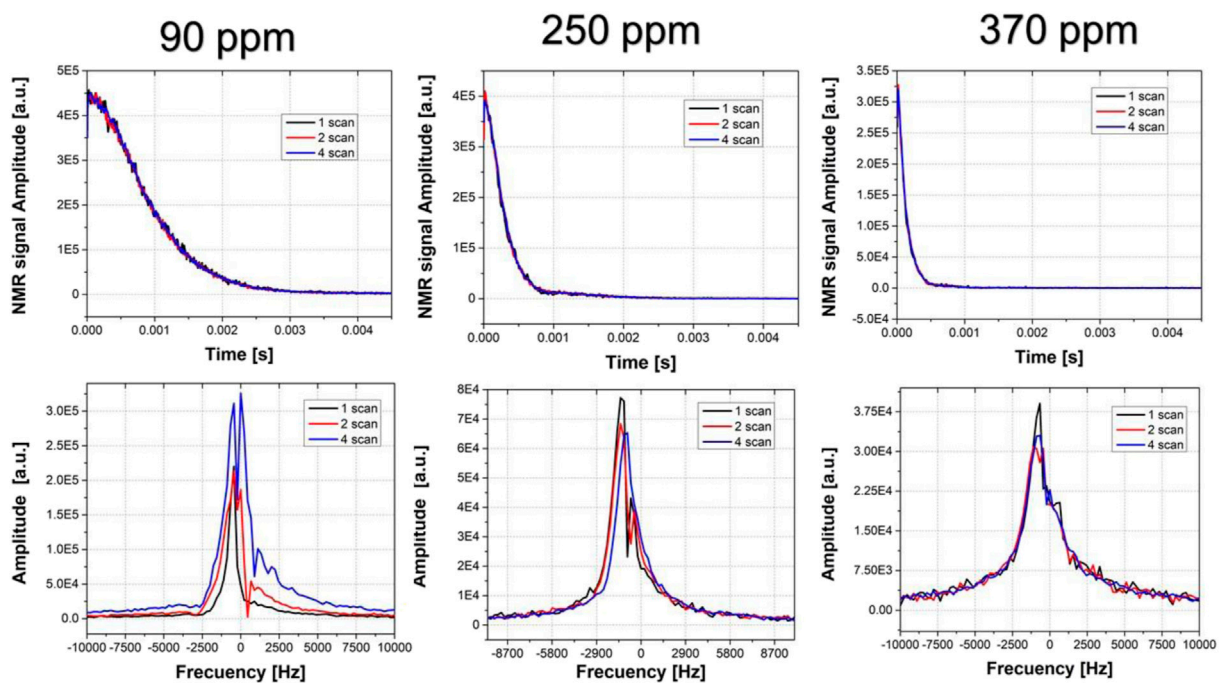 90 ppm
250 ppm
370 ppm
NMR signal Amplitude [a.u.]
5E5
4E5
3E5
2E5
1E5
0
1 scan
2 scan
4 scan
0.000 0.001 0.002 0.003 0.004
Time [s]
NMR signal Amplitude [a.u.]
4E5
3E5
2E5
1E5
0
1 scan
2 scan
4 scan
0.000 0.001 0.002 0.003 0.004
Time [s]
NMR signal Amplitude [a.u.]
3.5E5
3.0E5
2.5E5
2.0E5
1.5E5
1.0E5
5.0E4
0.0
-5.0E4
1 scan
2 scan
4 scan
0.000 0.001 0.002 0.003 0.004
Time [s]
Amplitude [a.u.]
3.0E5
2.5E5
2.0E5
1.5E5
1.0E5
5.0E4
0.0
1 scan
2 scan
4 scan
-10000 -7500 -5000 -2500 0 2500 5000 7500 10000
Frecuency [Hz]
Amplitude [a.u.]
8E4
7E4
6E4
5E4
4E4
3E4
2E4
1E4
0
1 scan
2 scan
4 scan
-8700 -5800 -2900 0 2900 5800 8700
Frecuency [Hz]
Amplitude [a.u.]
3.75E4
3.00E4
2.25E4
1.50E4
7.50E3
0.00
1 scan
2 scan
4 scan
-10000 -7500 -5000 -2500 0 2500 5000 7500 10000
Frecuency [Hz]